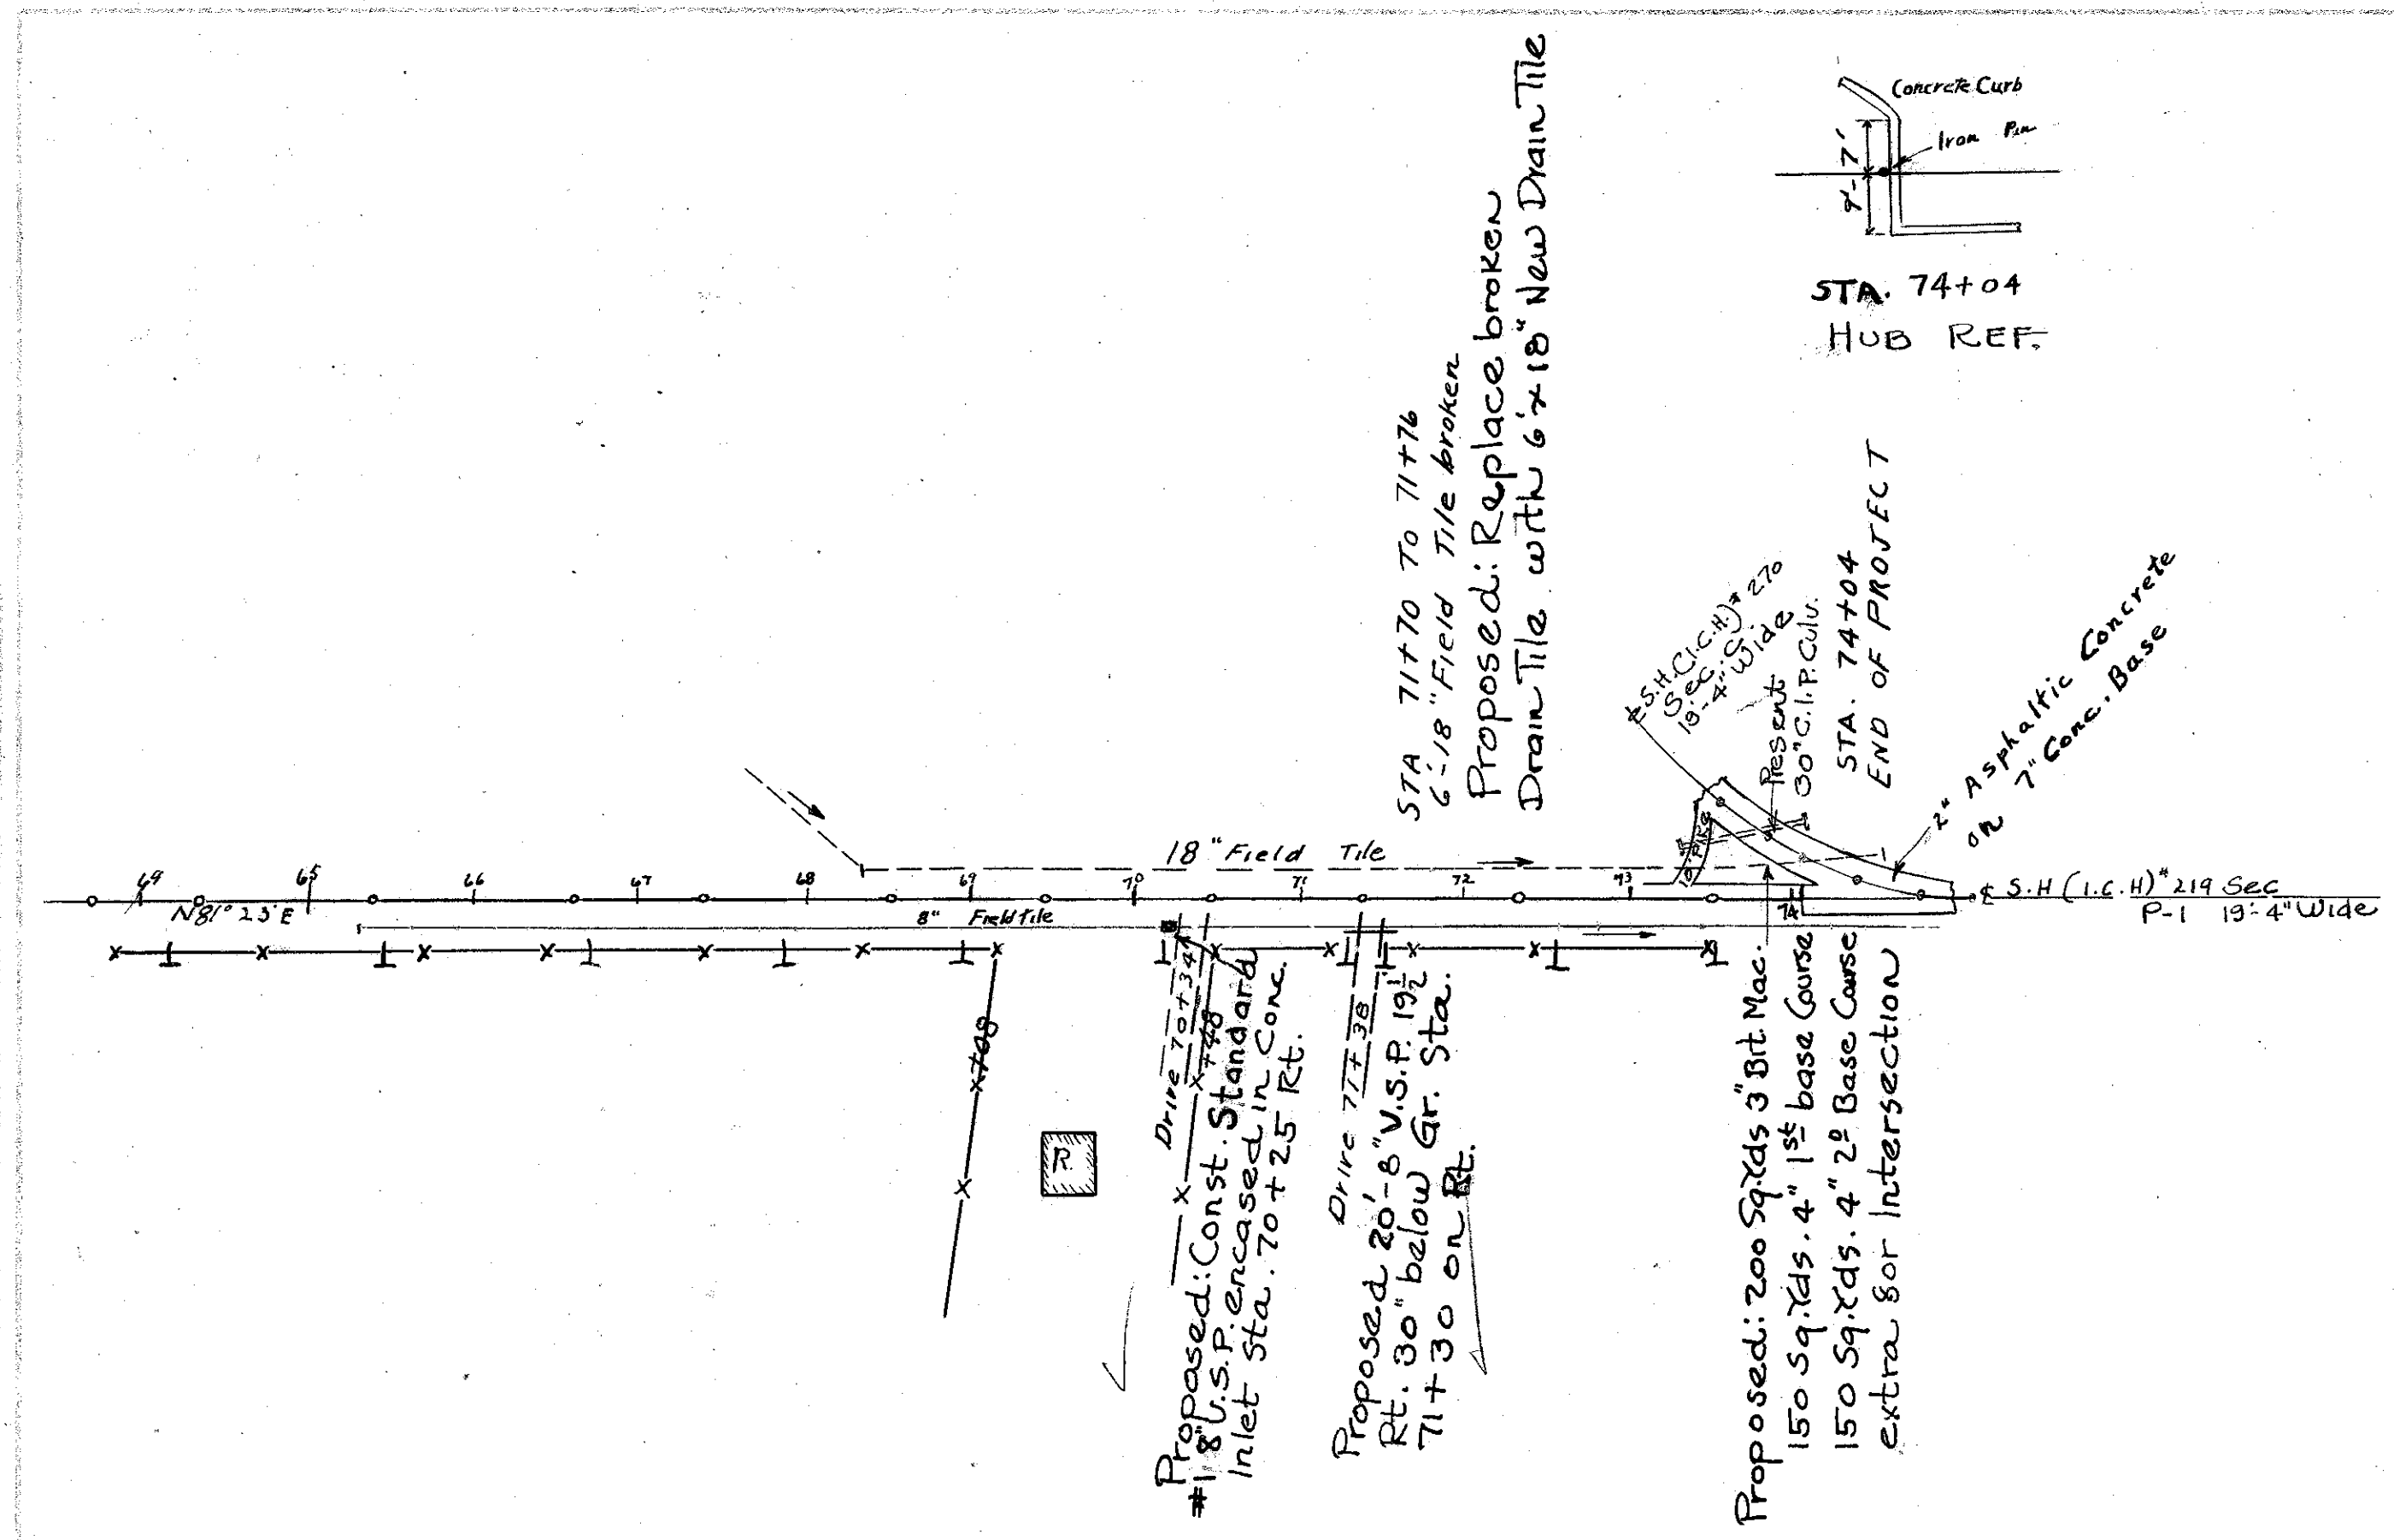 Concrete Curb
Iron Pin
7'
9'-
STA. 74+04
HUB REF.
STA 71+70 TO 71+76
6'-18" Field Tile broken
Proposed: Replace broken
Drain Tile with 6'x18" New Drain Tile
℄ S.H.(I.C.H.)#270
Sec. G.
19'-4" Wide
Present
30" C.I.P. Culv.
STA. 74+04
END OF PROJECT
2" Asphaltic Concrete
on 7" Conc. Base
18" Field Tile
69 65 66 67 68 69 70 71 72 73 74
N81° 23' E
8" Field tile
℄ S.H (I.C.H)#219 Sec
P-1 19'-4" Wide
+08
R
Drive 70+34
+48
Proposed: Const. Standard
#1 8" V.S.P. encased in Conc.
Inlet Sta. 70+25 Rt.
Drive 71+38
Proposed 20'-8" V.S.P. 19½'
Rt. 30" below Gr. Sta.
71+30 on Rt.
Proposed: 200 Sq.Yds 3" Bit. Mac.
150 Sq.Yds. 4" 1st base Course
150 Sq.Yds. 4" 2º Base Course
extra for Intersection